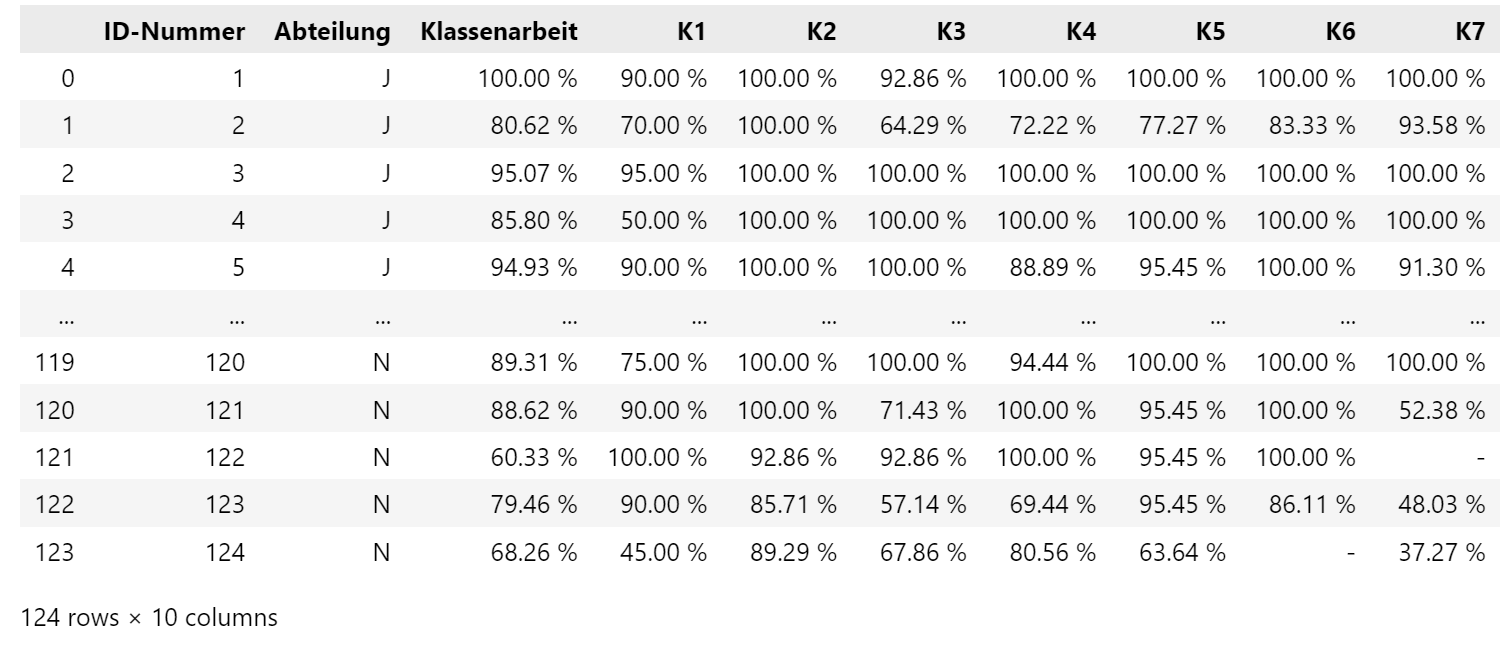 ID-Nummer Abteilung Klassenarbeit K1 K2 K3 K4 K5 K6 K7
0 1 J 100.00 % 90.00 % 100.00 % 92.86 % 100.00 % 100.00 % 100.00 % 100.00 %
1 2 J 80.62 % 70.00 % 100.00 % 64.29 % 72.22 % 77.27 % 83.33 % 93.58 %
2 3 J 95.07 % 95.00 % 100.00 % 100.00 % 100.00 % 100.00 % 100.00 % 100.00 %
3 4 J 85.80 % 50.00 % 100.00 % 100.00 % 100.00 % 100.00 % 100.00 % 100.00 %
4 5 J 94.93 % 90.00 % 100.00 % 100.00 % 88.89 % 95.45 % 100.00 % 91.30 %
... ... ... ... ... ... ... ... ... ... ...
119 120 N 89.31 % 75.00 % 100.00 % 100.00 % 94.44 % 100.00 % 100.00 % 100.00 %
120 121 N 88.62 % 90.00 % 100.00 % 71.43 % 100.00 % 95.45 % 100.00 % 52.38 %
121 122 N 60.33 % 100.00 % 92.86 % 92.86 % 100.00 % 95.45 % 100.00 % -
122 123 N 79.46 % 90.00 % 85.71 % 57.14 % 69.44 % 95.45 % 86.11 % 48.03 %
123 124 N 68.26 % 45.00 % 89.29 % 67.86 % 80.56 % 63.64 % - 37.27 %
124 rows × 10 columns